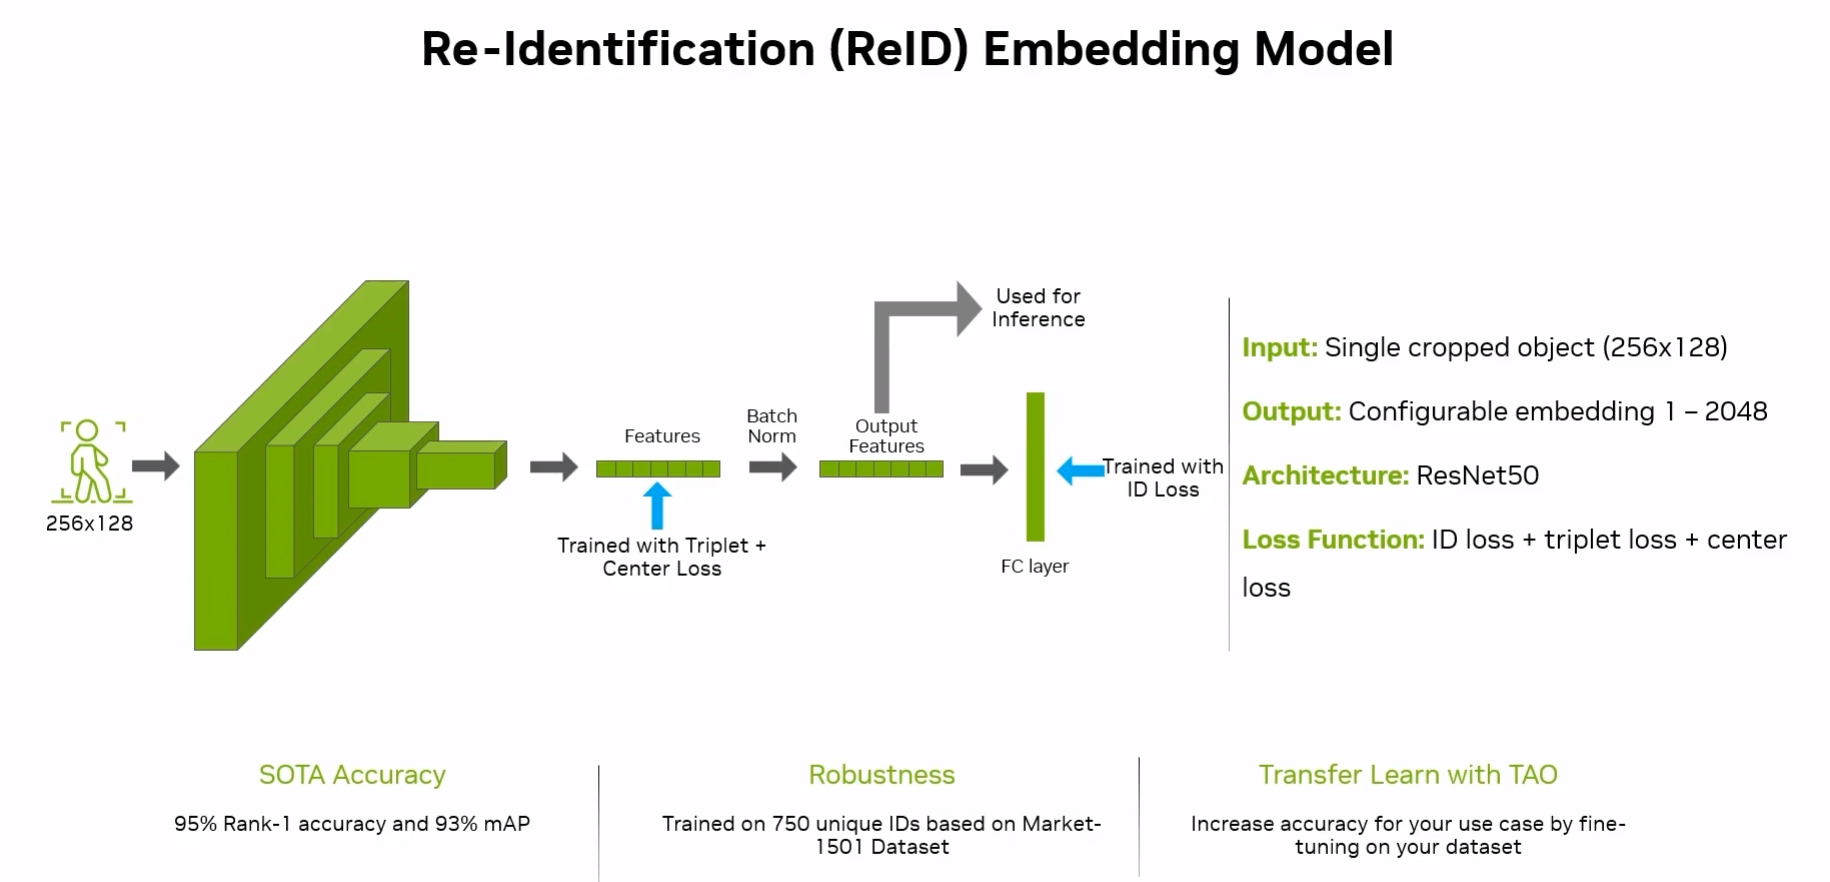 Re-Identification (ReID) Embedding Model
256x128
Features
Trained with Triplet +
Center Loss
Batch
Norm
Output
Features
Used for
Inference
FC layer
Trained with
ID Loss
Input: Single cropped object (256x128)
Output: Configurable embedding 1 – 2048
Architecture: ResNet50
Loss Function: ID loss + triplet loss + center
loss
SOTA Accuracy
95% Rank-1 accuracy and 93% mAP
Robustness
Trained on 750 unique IDs based on Market-
1501 Dataset
Transfer Learn with TAO
Increase accuracy for your use case by fine-
tuning on your dataset